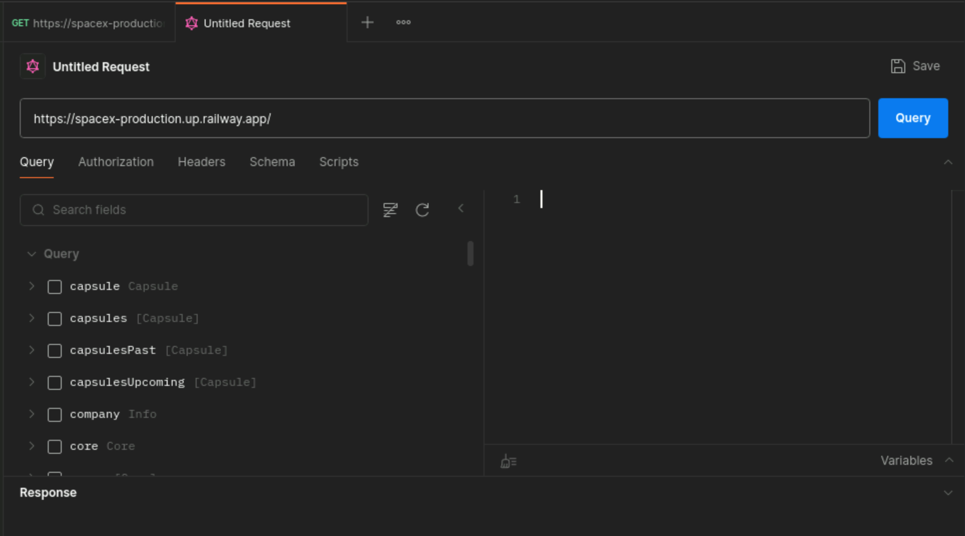 GET https://spacex-productio
Untitled Request
Untitled Request
Save
https://spacex-production.up.railway.app/
Query
Query Authorization Headers Schema Scripts
Search fields
1
Query
capsule Capsule
capsules [Capsule]
capsulesPast [Capsule]
capsulesUpcoming [Capsule]
company Info
core Core
Variables
Response